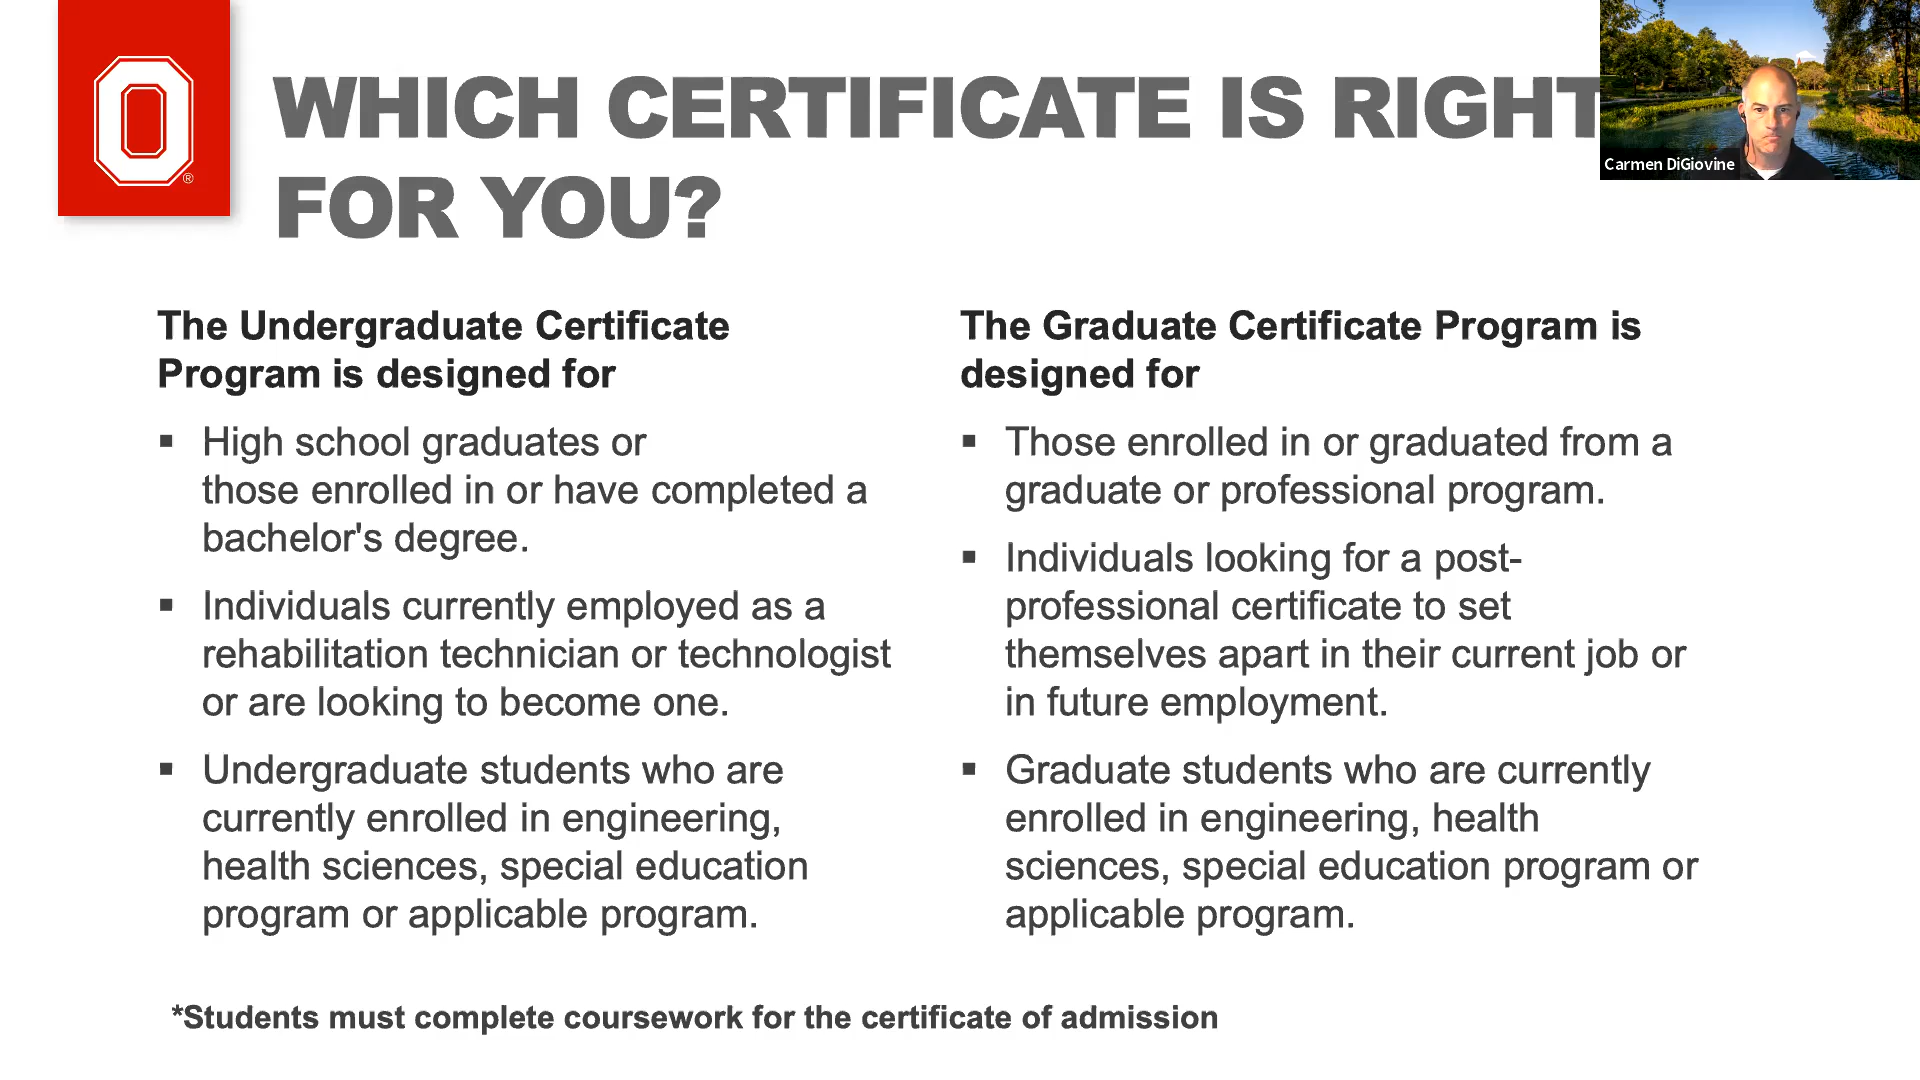 WHICH CERTIFICATE IS RIGHT
FOR YOU?
Carmen DiGiovine
O
®
The Undergraduate Certificate
Program is designed for
▪ High school graduates or
those enrolled in or have completed a
bachelor's degree.
▪ Individuals currently employed as a
rehabilitation technician or technologist
or are looking to become one.
▪ Undergraduate students who are
currently enrolled in engineering,
health sciences, special education
program or applicable program.
The Graduate Certificate Program is
designed for
▪ Those enrolled in or graduated from a
graduate or professional program.
▪ Individuals looking for a post-
professional certificate to set
themselves apart in their current job or
in future employment.
▪ Graduate students who are currently
enrolled in engineering, health
sciences, special education program or
applicable program.
*Students must complete coursework for the certificate of admission